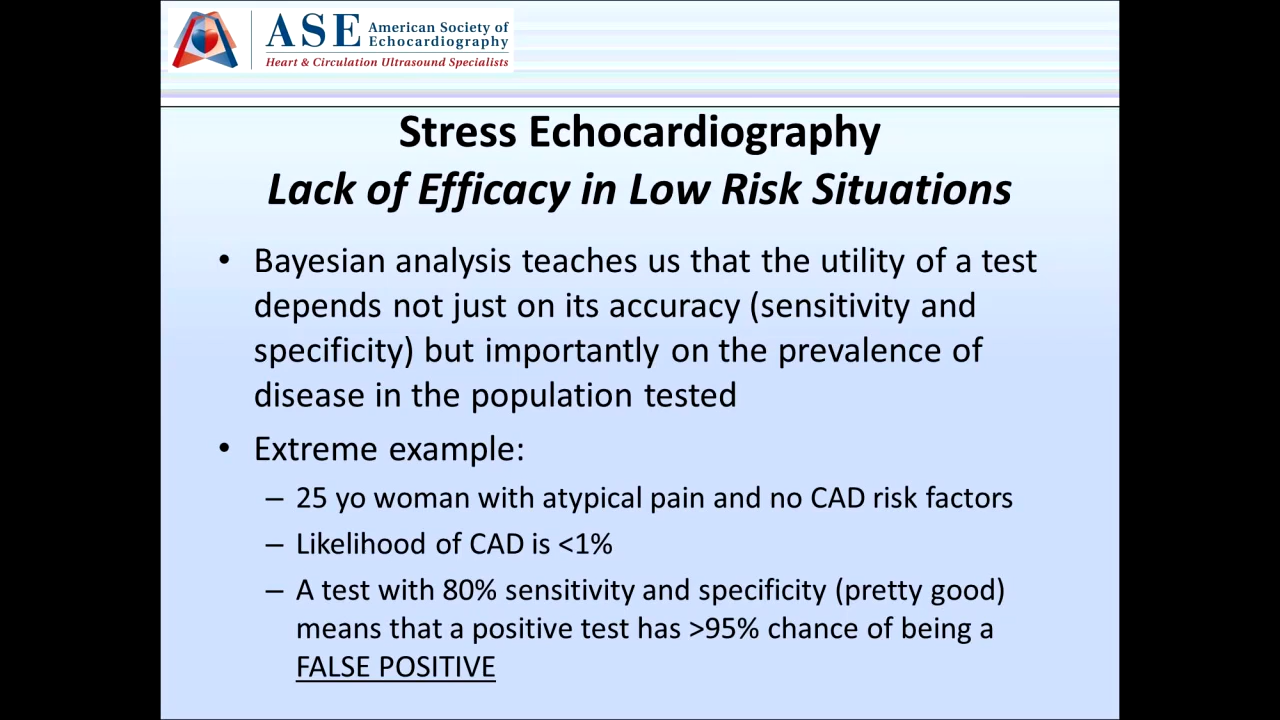 ASE American Society of
Echocardiography
Heart & Circulation Ultrasound Specialists
Stress Echocardiography
Lack of Efficacy in Low Risk Situations
• Bayesian analysis teaches us that the utility of a test
depends not just on its accuracy (sensitivity and
specificity) but importantly on the prevalence of
disease in the population tested
• Extreme example:
– 25 yo woman with atypical pain and no CAD risk factors
– Likelihood of CAD is <1%
– A test with 80% sensitivity and specificity (pretty good)
means that a positive test has >95% chance of being a
FALSE POSITIVE